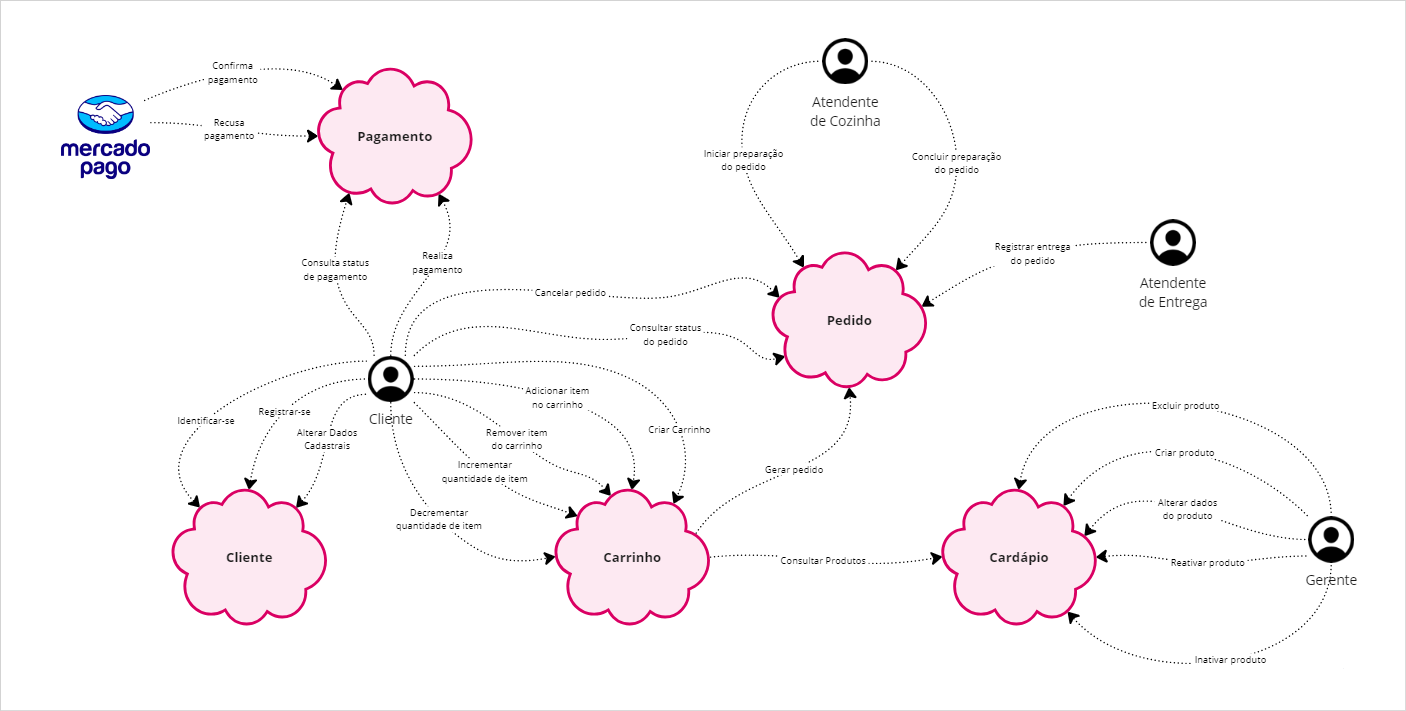 Confirma
pagamento
Recusa
pagamento
mercado
pago
Pagamento
Atendente
de Cozinha
Iniciar preparação
do pedido
Concluir preparação
do pedido
Registrar entrega
do pedido
Atendente
de Entrega
Consulta status
de pagamento
Realiza
pagamento
Cancelar pedido
Consultar status
do pedido
Pedido
Cliente
Identificar-se
Registrar-se
Alterar Dados
Cadastrais
Adicionar item
no carrinho
Remover item
do carrinho
Incrementar
quantidade de item
Decrementar
quantidade de item
Criar Carrinho
Gerar pedido
Excluir produto
Criar produto
Alterar dados
do produto
Reativar produto
Inativar produto
Gerente
Cliente
Carrinho
Consultar Produtos
Cardápio